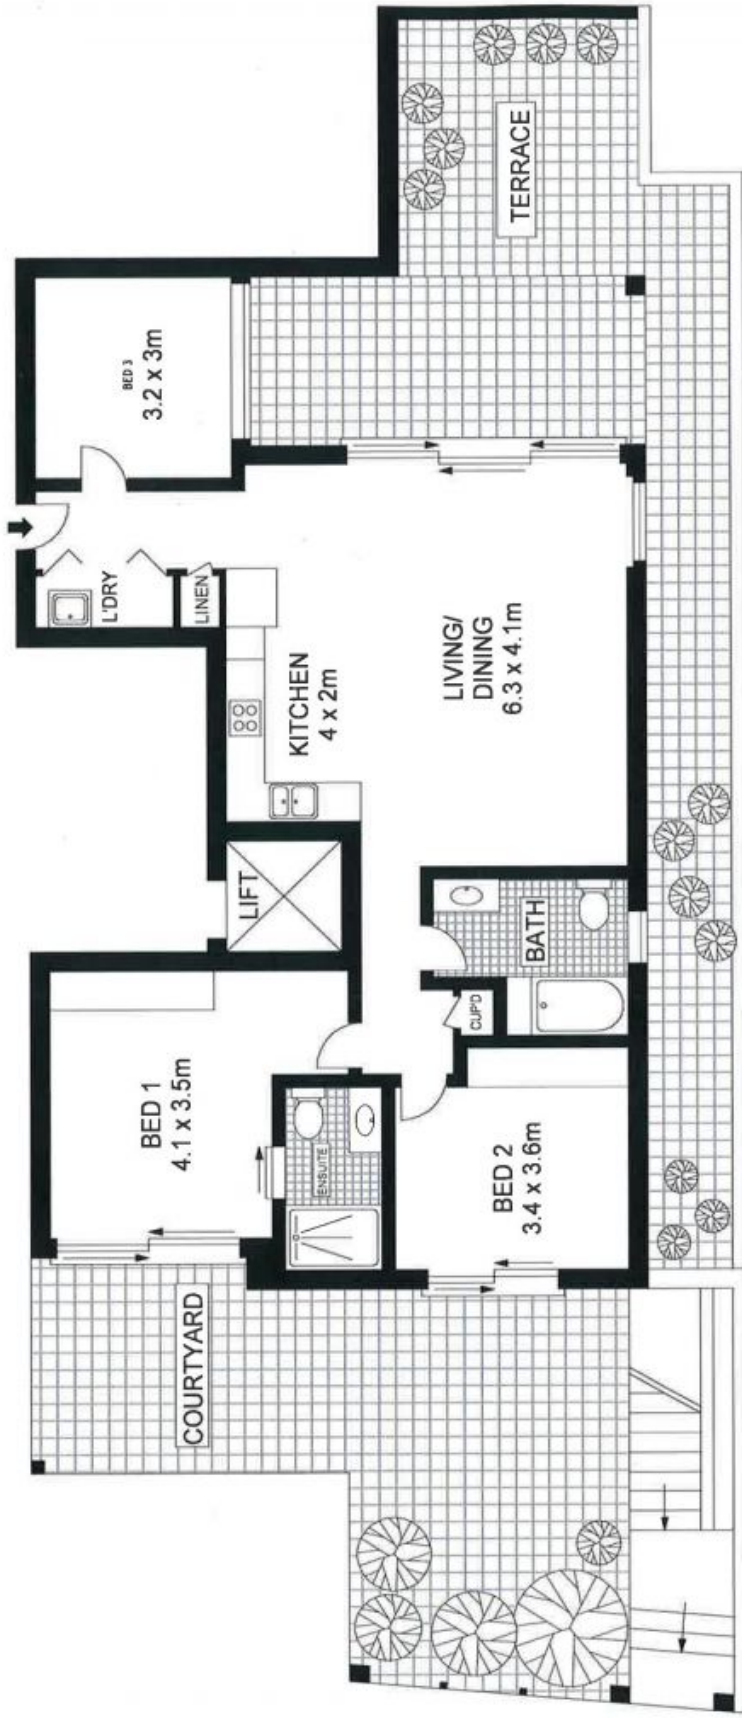 TERRACE
BED 3
3.2 x 3m
L'DRY
LINEN
KITCHEN
4 x 2m
LIVING/
DINING
6.3 x 4.1m
LIFT
BATH
CUP'D
BED 1
4.1 x 3.5m
ENSUITE
BED 2
3.4 x 3.6m
COURTYARD